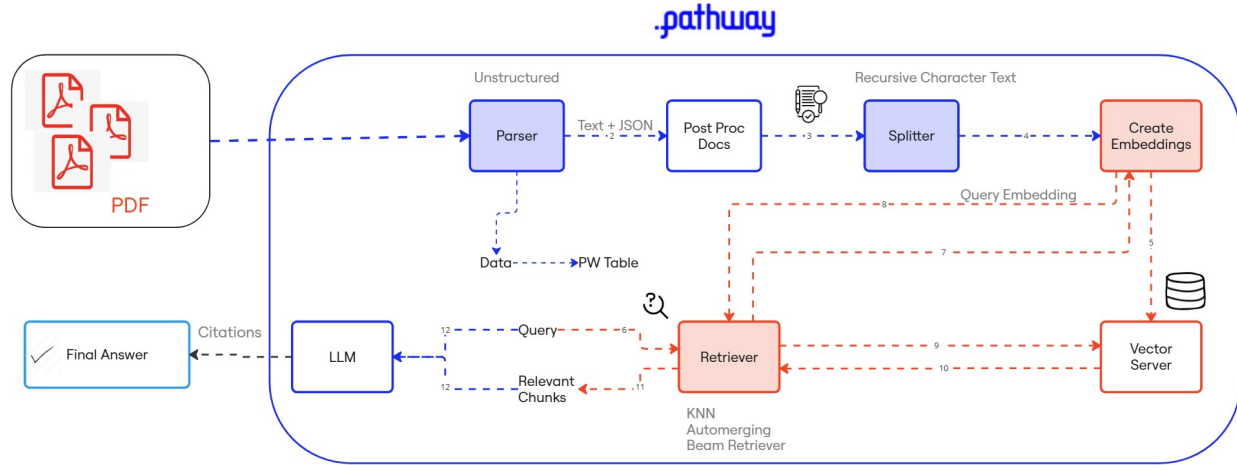 .pathway
Unstructured
Recursive Character Text
Parser
Text + JSON
2
Post Proc
Docs
3
Splitter
4
Create
Embeddings
PDF
8
Query Embedding
5
7
Data
PW Table
Citations
Final Answer
LLM
12
Query
6
Retriever
9
Vector
Server
10
12
Relevant
Chunks
11
KNN
Automerging
Beam Retriever